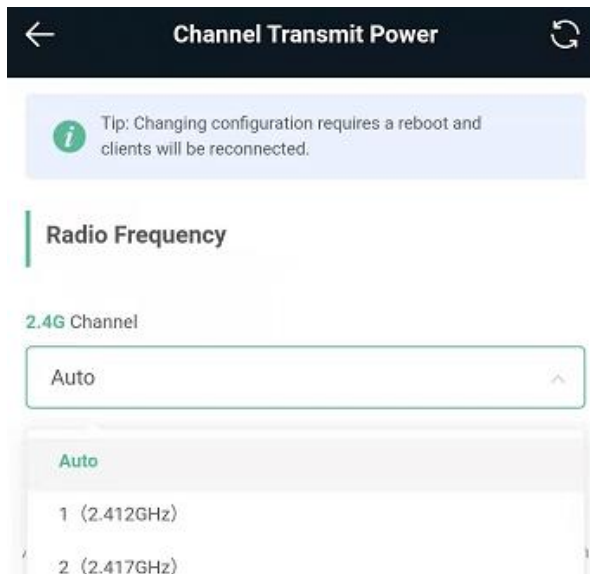 Channel Transmit Power
Tip: Changing configuration requires a reboot and
clients will be reconnected.
Radio Frequency
2.4G Channel
Auto
Auto
1（2.412GHz）
2（2.417GHz）